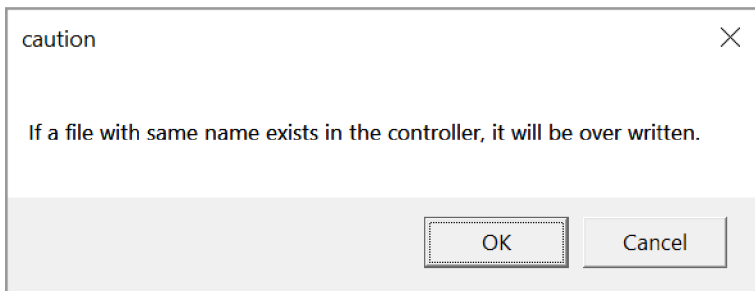 caution
If a file with same name exists in the controller, it will be over written.
OK
Cancel